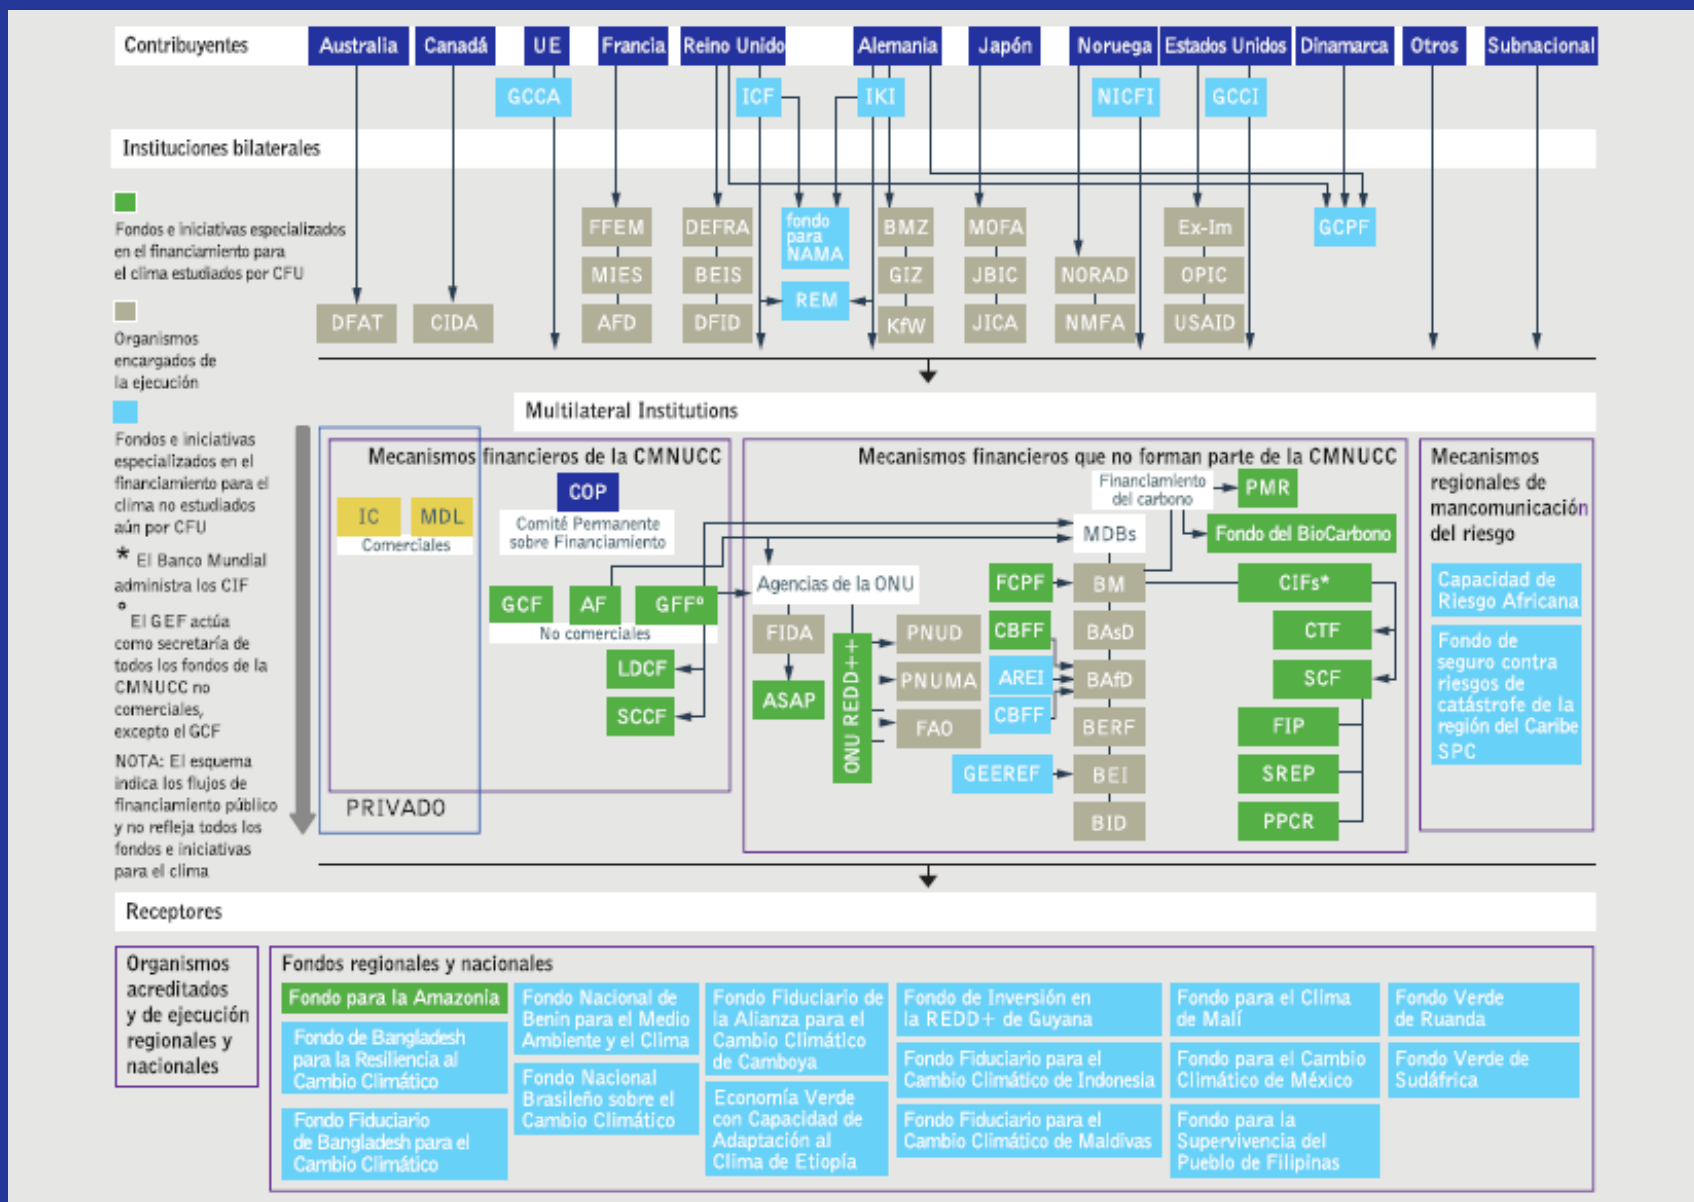 Contribuyentes
Australia
Canadá
UE
Francia
Reino Unido
Alemania
Japón
Noruega
Estados Unidos
Dinamarca
Otros
Subnacional
GCCA
ICF
IKI
NICFI
GCCI
Instituciones bilaterales
Fondos e iniciativas especializados
en el financiamiento para
el clima estudiados por CFU
Organismos
encargados de
la ejecución
Fondos e iniciativas
especializados en el
financiamiento para el
clima no estudiados
aún por CFU
* El Banco Mundial
administra los CIF
° El GEF actúa
como secretaría de
todos los fondos de la
CMNUCC no
comerciales,
excepto el GCF
NOTA: El esquema
indica los flujos de
financiamiento público
y no refleja todos los
fondos e iniciativas
para el clima
FFEM
MIES
AFD
DEFRA
BEIS
DFID
fondo
para
NAMA
REM
BMZ
GIZ
KfW
MOFA
JBIC
JICA
NORAD
NMFA
Ex-Im
OPIC
USAID
GCPF
DFAT
CIDA
Multilateral Institutions
Mecanismos financieros de la CMNUCC
IC
MDL
Comerciales
COP
Comité Permanente
sobre Financiamiento
GCF
AF
GFFº
No comerciales
LDCF
SCCF
PRIVADO
Mecanismos financieros que no forman parte de la CMNUCC
Financiamiento
del carbono
PMR
MDBs
Fondo del BioCarbono
Agencias de la ONU
FIDA
ASAP
ONU REDD++
PNUD
PNUMA
FAO
FCPF
CBFF
AREI
CBFF
GEEREF
BM
BAsD
BAfD
BERF
BEI
BID
CIFs*
CTF
SCF
FIP
SREP
PPCR
Mecanismos
regionales de
mancomunicación
del riesgo
Capacidad de
Riesgo Africana
Fondo de
seguro contra
riesgos de
catástrofe de la
región del Caribe
SPC
Receptores
Organismos
acreditados
y de ejecución
regionales y
nacionales
Fondos regionales y nacionales
Fondo para la Amazonia
Fondo de Bangladesh
para la Resiliencia al
Cambio Climático
Fondo Fiduciario
de Bangladesh para el
Cambio Climático
Fondo Nacional de
Benin para el Medio
Ambiente y el Clima
Fondo Nacional
Brasileño sobre el
Cambio Climático
Fondo Fiduciario de
la Alianza para el
Cambio Climático
de Camboya
Economía Verde
con Capacidad de
Adaptación al
Clima de Etiopía
Fondo de Inversión en
la REDD+ de Guyana
Fondo Fiduciario para el
Cambio Climático de Indonesia
Fondo Fiduciario para el
Cambio Climático de Maldivas
Fondo para el Clima
de Malí
Fondo para el Cambio
Climático de México
Fondo para la
Supervivencia del
Pueblo de Filipinas
Fondo Verde
de Ruanda
Fondo Verde de
Sudáfrica